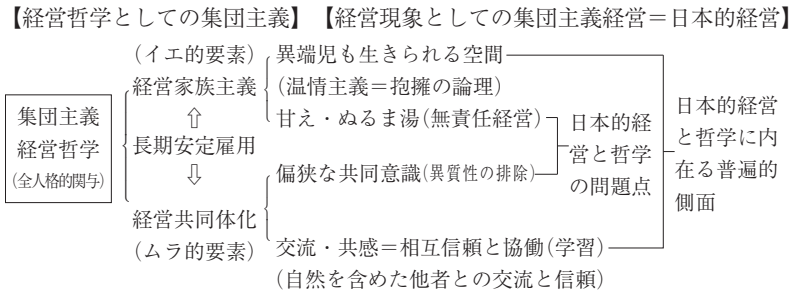 【経営哲学としての集団主義】【経営現象としての集団主義経営＝日本的経営】
(イエ的要素)
経営家族主義
⇧
長期安定雇用
⇩
経営共同体化
(ムラ的要素)
集団主義
経営哲学
(全人格的関与)
異端児も生きられる空間
(温情主義＝抱擁の論理)
甘え・ぬるま湯(無責任経営)
偏狭な共同意識(異質性の排除)
交流・共感＝相互信頼と協働(学習)
(自然を含めた他者との交流と信頼)
日本的経
営と哲学
の問題点
日本的経営
と哲学に内
在る普遍的
側面